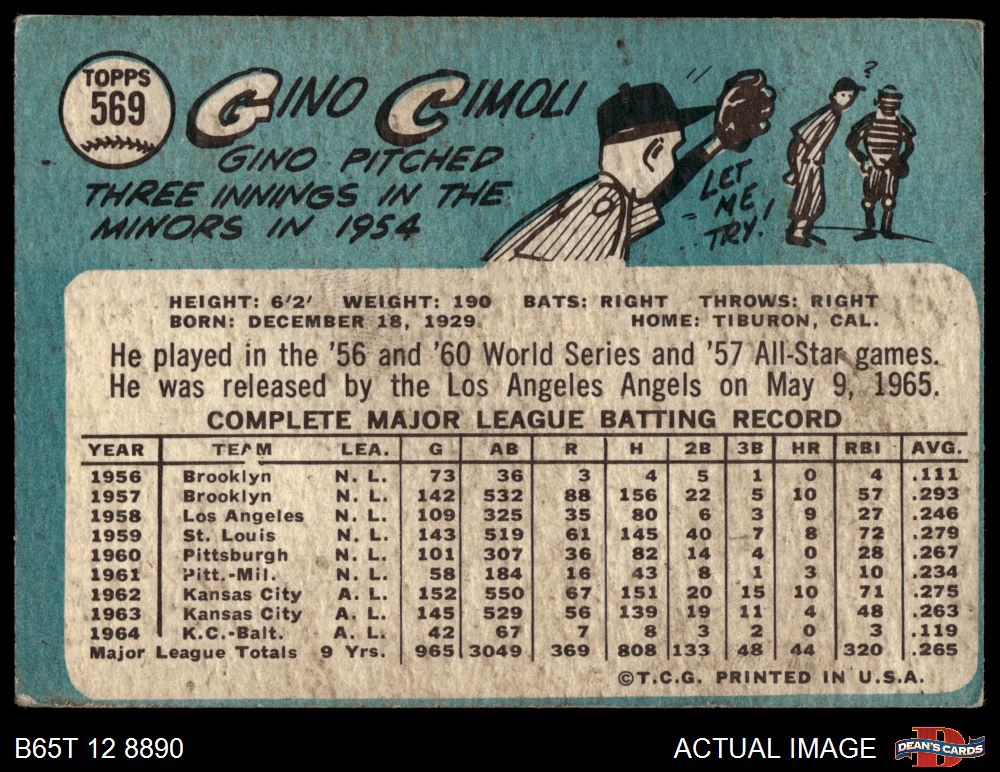 TOPPS
569
GINO CIMOLI
GINO PITCHED
THREE INNINGS IN THE
MINORS IN 1954
LET
ME
TRY!
?
HEIGHT: 6'2' WEIGHT: 190 BATS: RIGHT THROWS: RIGHT
BORN: DECEMBER 18, 1929 HOME: TIBURON, CAL.
He played in the '56 and '60 World Series and '57 All-Star games.
He was released by the Los Angeles Angels on May 9, 1965.
COMPLETE MAJOR LEAGUE BATTING RECORD
YEAR TEAM LEA. G AB R H 2B 3B HR RBI AVG.
1956 Brooklyn N. L. 73 36 3 4 5 1 0 4 .111
1957 Brooklyn N. L. 142 532 88 156 22 5 10 57 .293
1958 Los Angeles N. L. 109 325 35 80 6 3 9 27 .246
1959 St. Louis N. L. 143 519 61 145 40 7 8 72 .279
1960 Pittsburgh N. L. 101 307 36 82 14 4 0 28 .267
1961 Pitt.-Mil. N. L. 58 184 16 43 8 1 3 10 .234
1962 Kansas City A. L. 152 550 67 151 20 15 10 71 .275
1963 Kansas City A. L. 145 529 56 139 19 11 4 48 .263
1964 K.C.-Balt. A. L. 42 67 7 8 3 2 0 3 .119
Major League Totals 9 Yrs. 965 3049 369 808 133 48 44 320 .265
©T.C.G. PRINTED IN U.S.A.
B65T 12 8890 ACTUAL IMAGE D DEAN'S CARDS